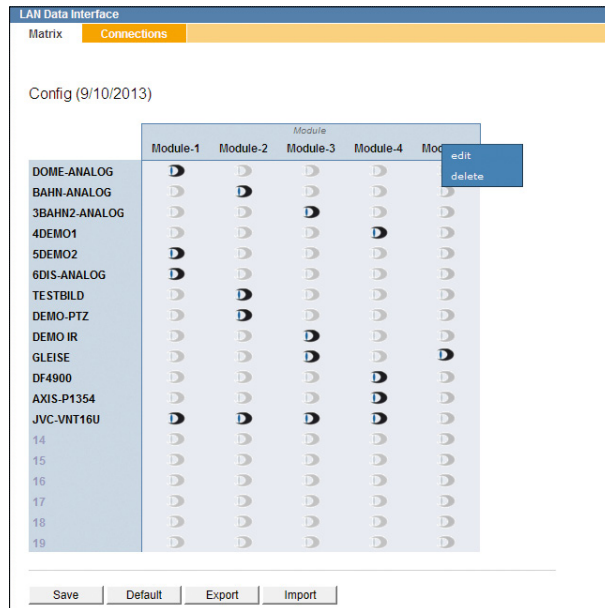 LAN Data Interface
Matrix Connections
Config (9/10/2013)
Module
Module-1 Module-2 Module-3 Module-4
edit
delete
DOME-ANALOG
BAHN-ANALOG
3BAHN2-ANALOG
4DEMO1
5DEMO2
6DIS-ANALOG
TESTBILD
DEMO-PTZ
DEMO IR
GLEISE
DF4900
AXIS-P1354
JVC-VNT16U
14
15
16
17
18
19
Save Default Export Import